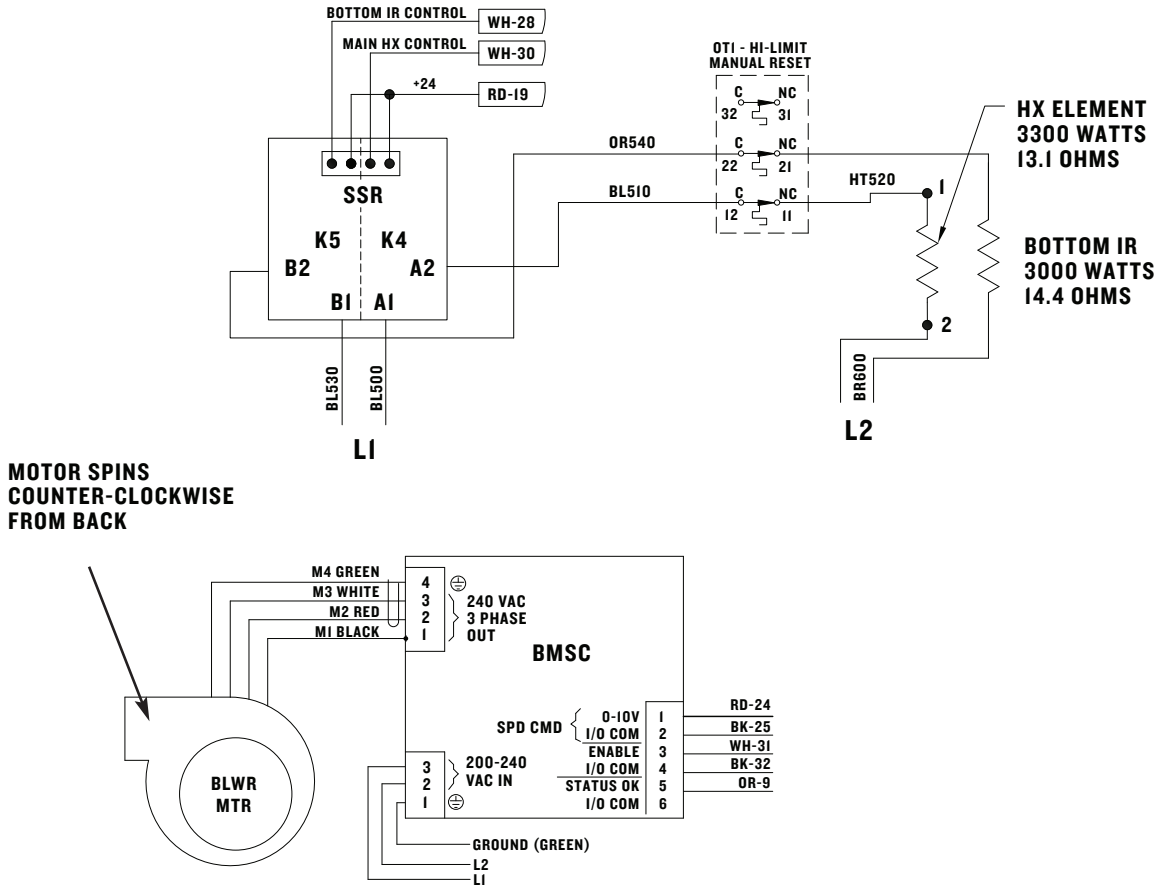 BOTTOM IR CONTROL
WH-28
MAIN HX CONTROL
WH-30
+24
RD-19
SSR
K5 K4
B2 A2
B1 A1
BL530
BL500
L1
OR540
BL510
OT1 - HI-LIMIT
MANUAL RESET
C NC
32 31
C NC
22 21
C NC
12 11
HT520
1
2
HX ELEMENT
3300 WATTS
13.1 OHMS
BOTTOM IR
3000 WATTS
14.4 OHMS
BR600
L2
MOTOR SPINS
COUNTER-CLOCKWISE
FROM BACK
M4 GREEN
M3 WHITE
M2 RED
M1 BLACK
4
3
2
1
240 VAC
3 PHASE
OUT
BMSC
BLWR
MTR
3
2
1
200-240
VAC IN
GROUND (GREEN)
L2
L1
SPD CMD
0-10V 1 RD-24
I/O COM 2 BK-25
ENABLE 3 WH-31
I/O COM 4 BK-32
STATUS OK 5 OR-9
I/O COM 6